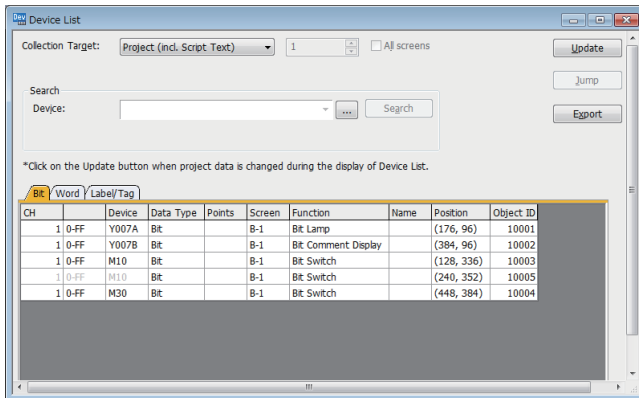 Dev Device List
Collection Target: Project (incl. Script Text) 1 All screens Update
Jump
Search
Device: ... Search Export
*Click on the Update button when project data is changed during the display of Device List.
Bit Word Label/Tag
CH Device Data Type Points Screen Function Name Position Object ID
1 0-FF Y007A Bit B-1 Bit Lamp (176, 96) 10001
1 0-FF Y007B Bit B-1 Bit Comment Display (384, 96) 10002
1 0-FF M10 Bit B-1 Bit Switch (128, 336) 10003
1 0-FF M10 Bit B-1 Bit Switch (240, 352) 10005
1 0-FF M30 Bit B-1 Bit Switch (448, 384) 10004